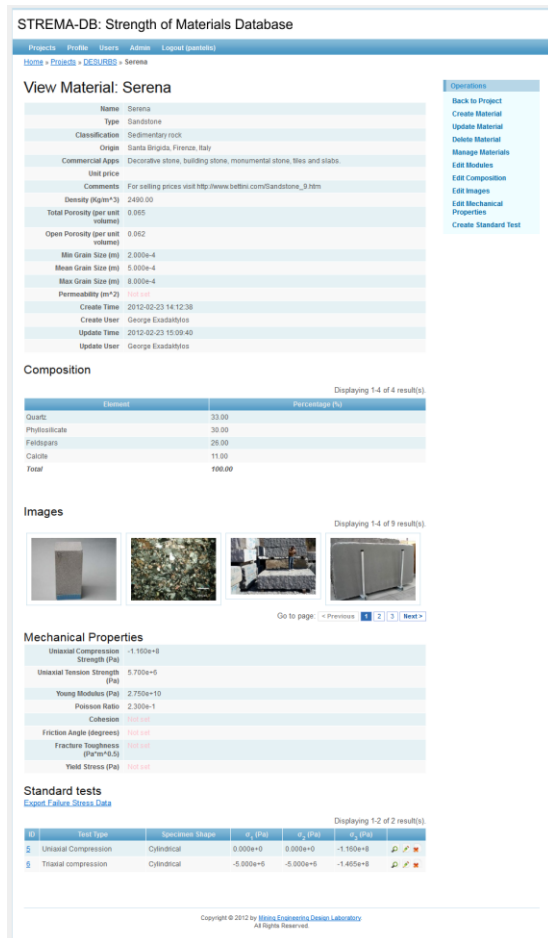 STREMA-DB: Strength of Materials Database
Projects Profile Users Admin Logout (pantelis)
Home » Projects » DESURBS » Serena
View Material: Serena
Name Serena
Type Sandstone
Classification Sedimentary rock
Origin Santa Brigida, Firenze, Italy
Commercial Apps Decorative stone, building stone, monumental stone, tiles and slabs.
Unit price
Comments For selling prices visit http://www.bettini.com/Sandstone_9.htm
Density (Kg/m^3) 2490.00
Total Porosity (per unit
volume) 0.065
Open Porosity (per unit
volume) 0.062
Min Grain Size (m) 2.000e-4
Mean Grain Size (m) 5.000e-4
Max Grain Size (m) 8.000e-4
Permeability (m^2) Not set
Create Time 2012-02-23 14:12:38
Create User George Exadaktylos
Update Time 2012-02-23 15:09:40
Update User George Exadaktylos
Operations
Back to Project
Create Material
Update Material
Delete Material
Manage Materials
Edit Modules
Edit Composition
Edit Images
Edit Mechanical
Properties
Create Standard Test
Composition
Displaying 1-4 of 4 result(s).
Element Percentage (%)
Quartz 33.00
Phylissilicate 30.00
Feldspars 26.00
Calcite 11.00
Total 100.00
Images
Displaying 1-4 of 9 result(s).
Go to page: < Previous 1 2 3 Next >
Mechanical Properties
Uniaxial Compression
Strength (Pa) -1.160e+8
Uniaxial Tension Strength
(Pa) 5.700e+6
Young Modulus (Pa) 2.750e+10
Poisson Ratio 2.300e-1
Cohesion Not set
Friction Angle (degrees) Not set
Fracture Toughness
(Pa*m^0.5) Not set
Yield Stress (Pa) Not set
Standard tests
Export Failure Stress Data
Displaying 1-2 of 2 result(s).
ID Test Type Specimen Shape σ1 (Pa) σ2 (Pa) σ3 (Pa)
5 Uniaxial Compression Cylindrical 0.000e+0 0.000e+0 -1.160e+8
6 Triaxial compression Cylindrical -5.000e+6 -5.000e+6 -1.465e+8
Copyright © 2012 by Mining Engineering Design Laboratory
All Rights Reserved.